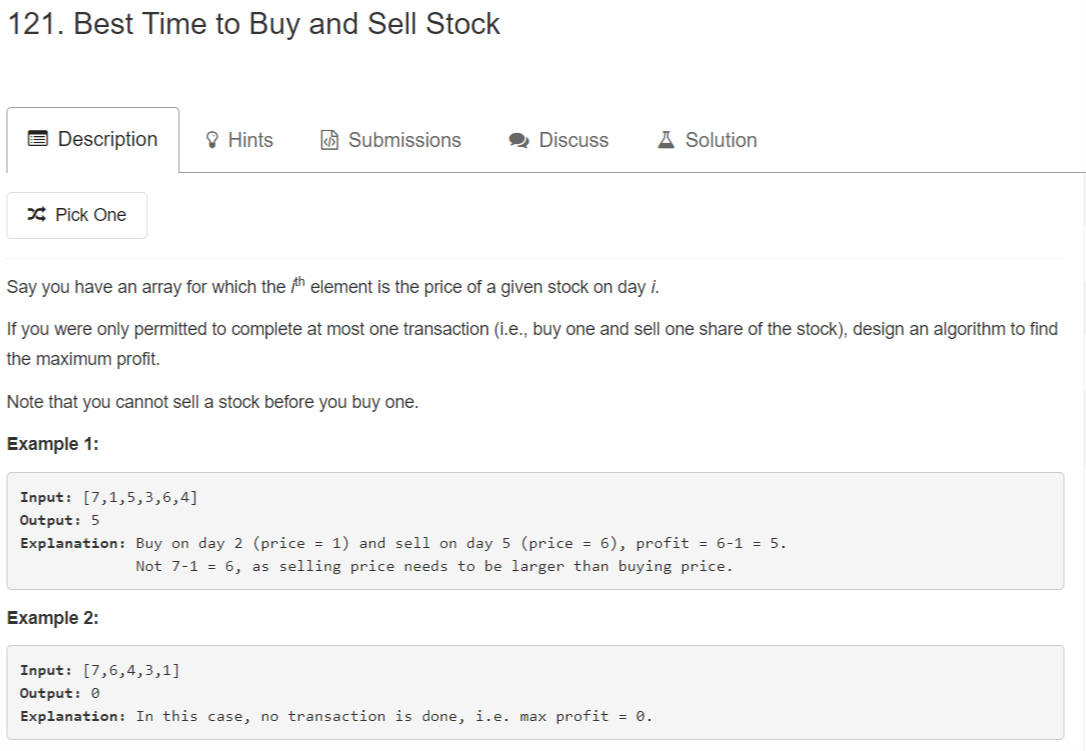 121. Best Time to Buy and Sell Stock
Description Hints Submissions Discuss Solution
Pick One
Say you have an array for which the ith element is the price of a given stock on day i.
If you were only permitted to complete at most one transaction (i.e., buy one and sell one share of the stock), design an algorithm to find
the maximum profit.
Note that you cannot sell a stock before you buy one.
Example 1:
Input: [7,1,5,3,6,4]
Output: 5
Explanation: Buy on day 2 (price = 1) and sell on day 5 (price = 6), profit = 6-1 = 5.
Not 7-1 = 6, as selling price needs to be larger than buying price.
Example 2:
Input: [7,6,4,3,1]
Output: 0
Explanation: In this case, no transaction is done, i.e. max profit = 0.